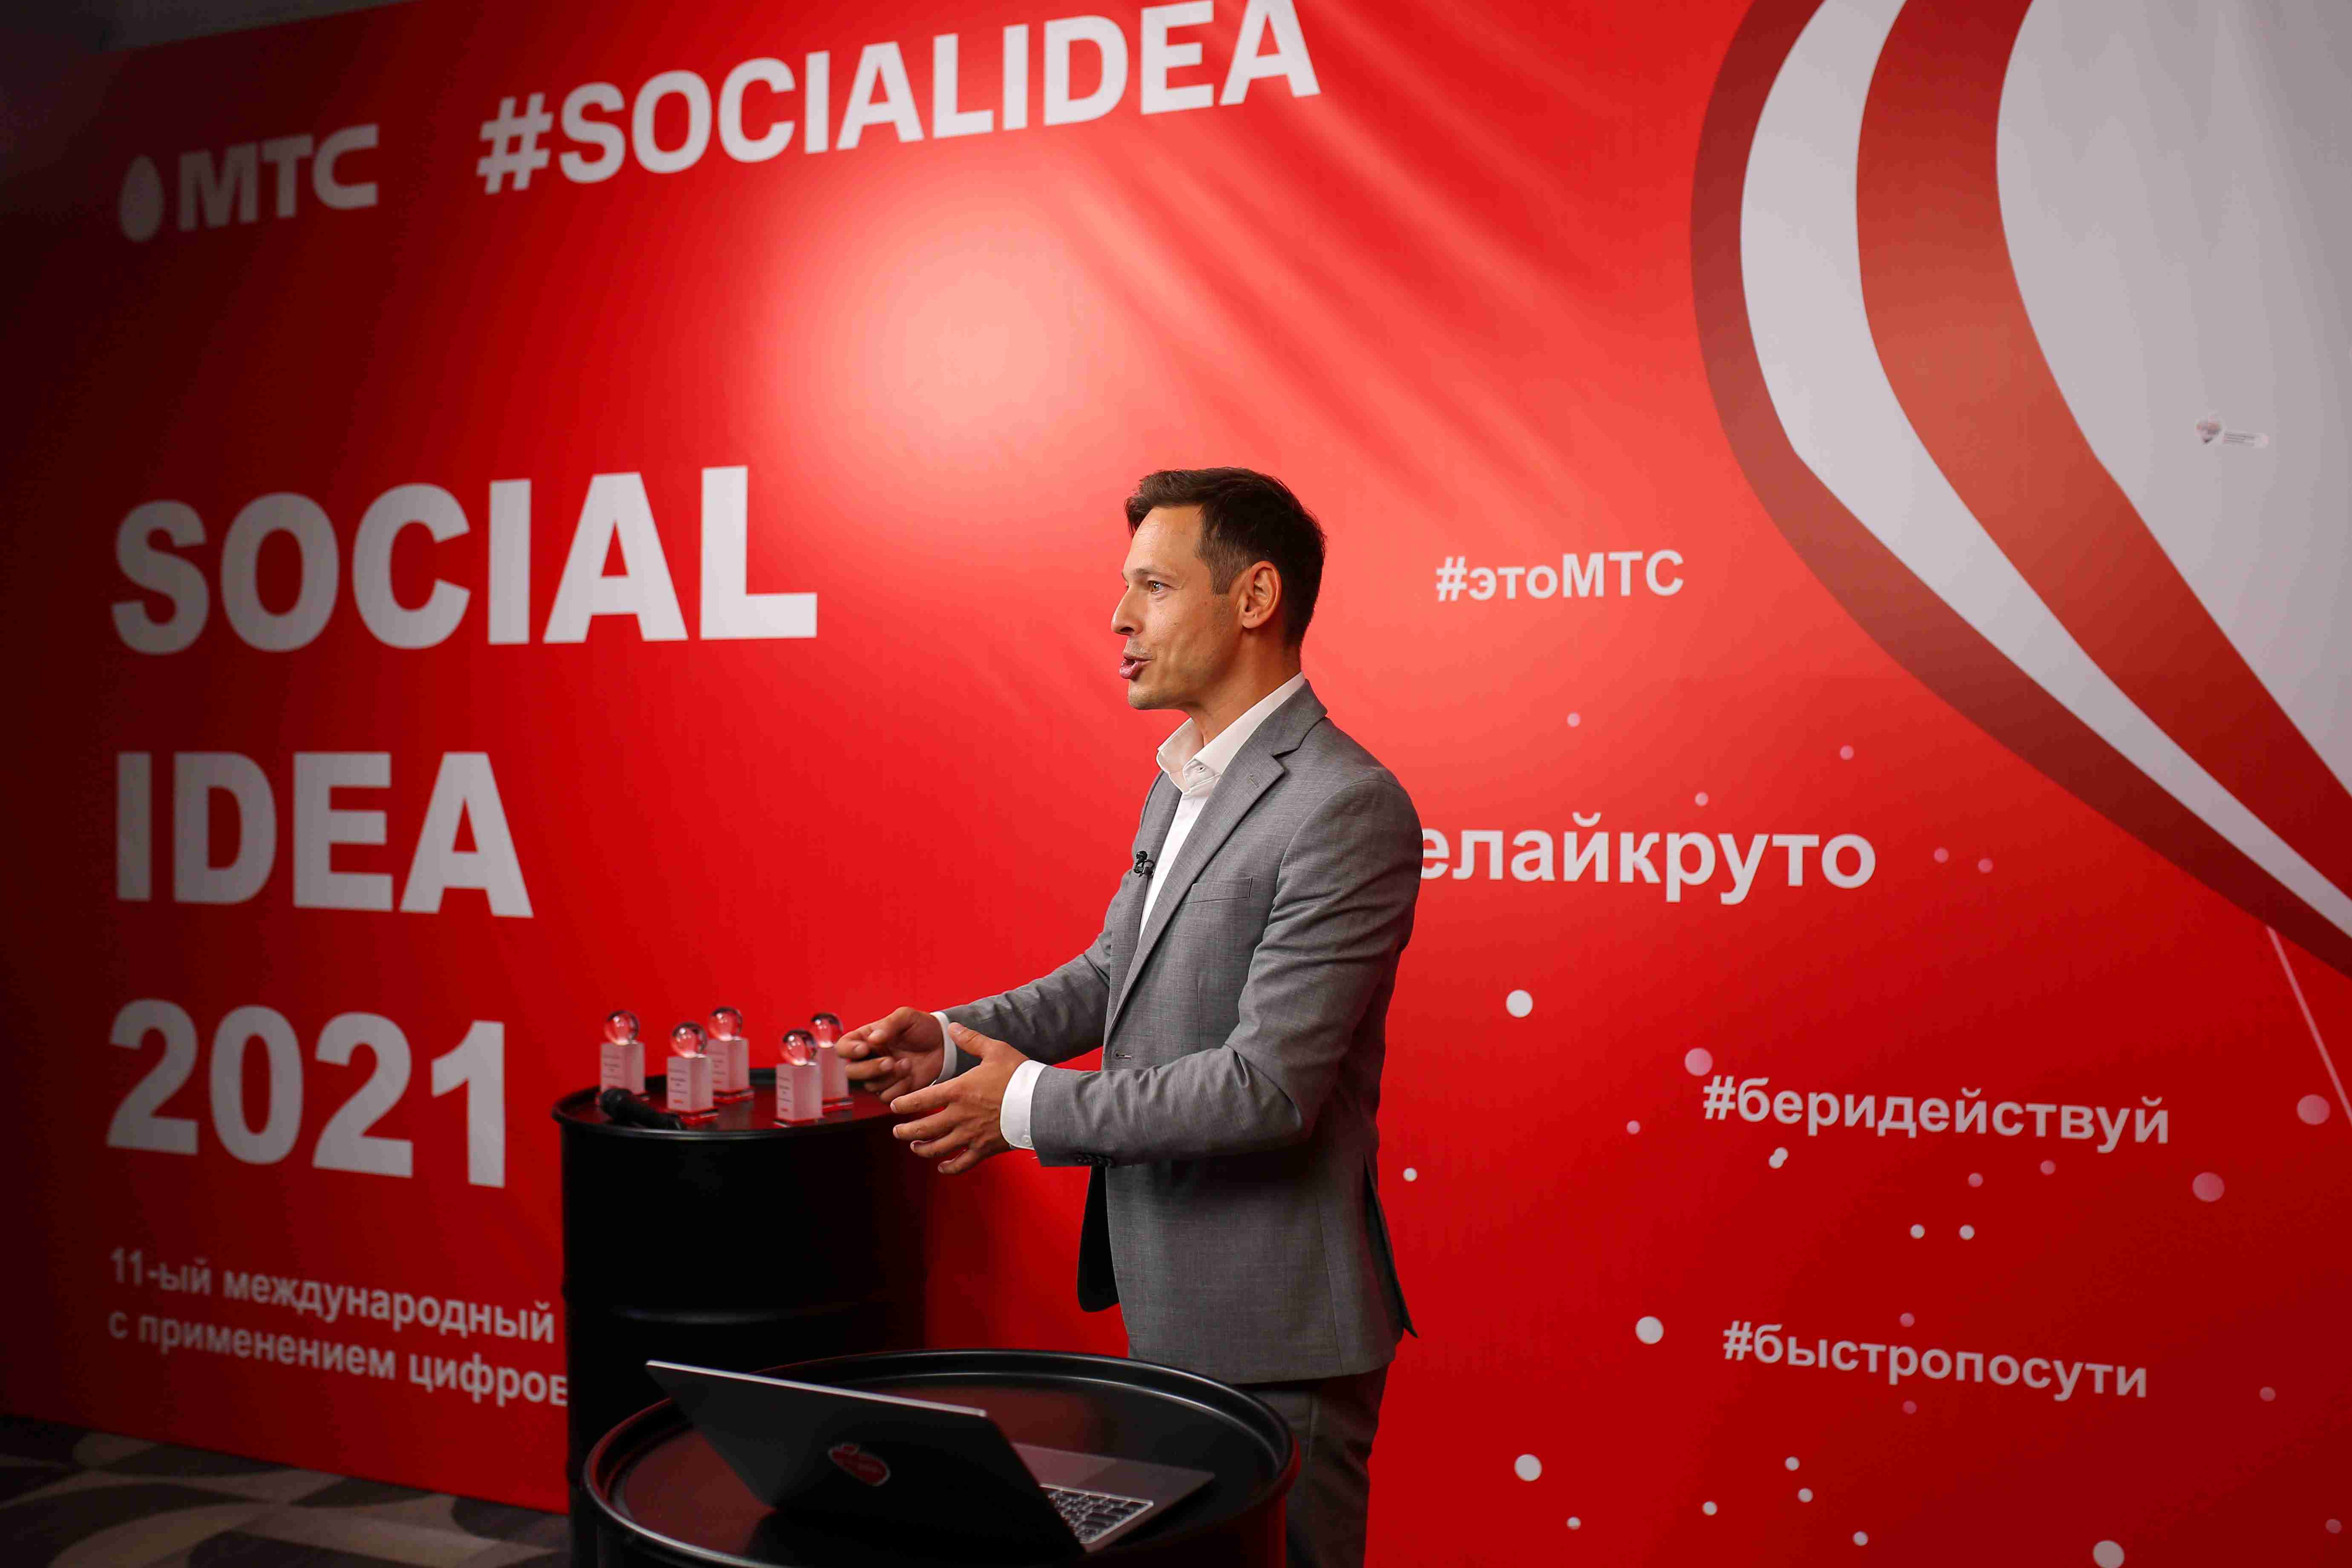 МТС
#SOCIALIDEA
SOCIAL
IDEA
2021
11-ый международный
с применением цифров
#этоМТС
елайкруто
#беридействуй
#быстропосути